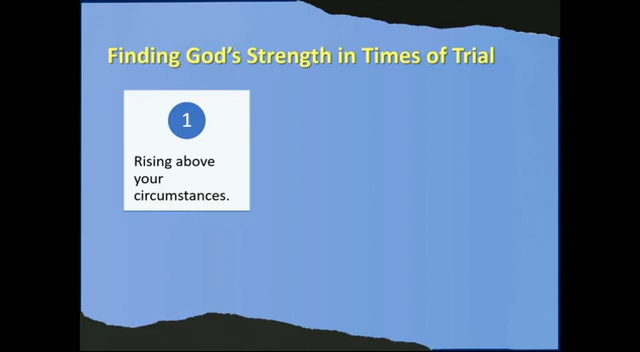 Finding God’s Strength in Times of Trial
1
Rising above
your
circumstances.